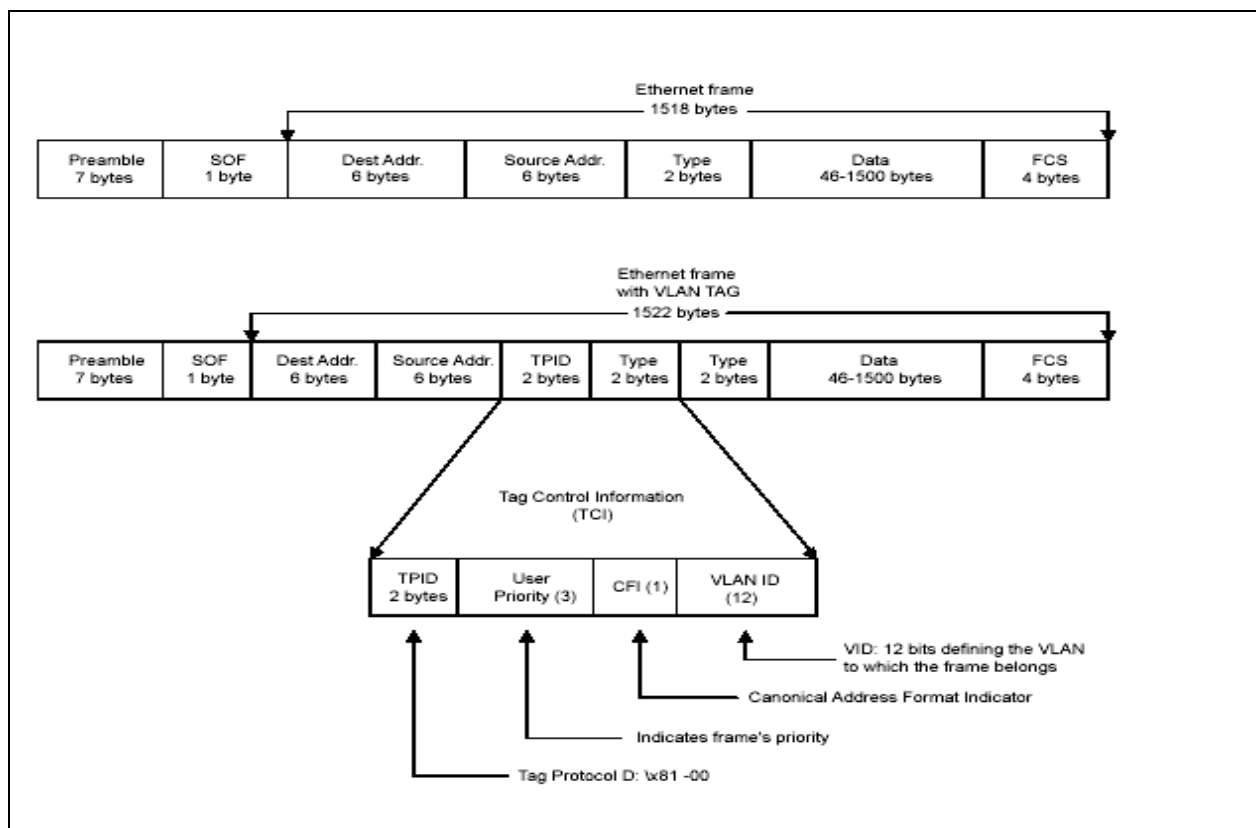 Ethernet frame
1518 bytes
Preamble
7 bytes
SOF
1 byte
Dest Addr.
6 bytes
Source Addr.
6 bytes
Type
2 bytes
Data
46-1500 bytes
FCS
4 bytes
Ethernet frame
with VLAN TAG
1522 bytes
Preamble
7 bytes
SOF
1 byte
Dest Addr.
6 bytes
Source Addr.
6 bytes
TPID
2 bytes
Type
2 bytes
Type
2 bytes
Data
46-1500 bytes
FCS
4 bytes
Tag Control Information
(TCI)
TPID
2 bytes
User
Priority (3)
CFI (1)
VLAN ID
(12)
VID: 12 bits defining the VLAN
to which the frame belongs
Canonical Address Format Indicator
Indicates frame's priority
Tag Protocol D: \x81 -00